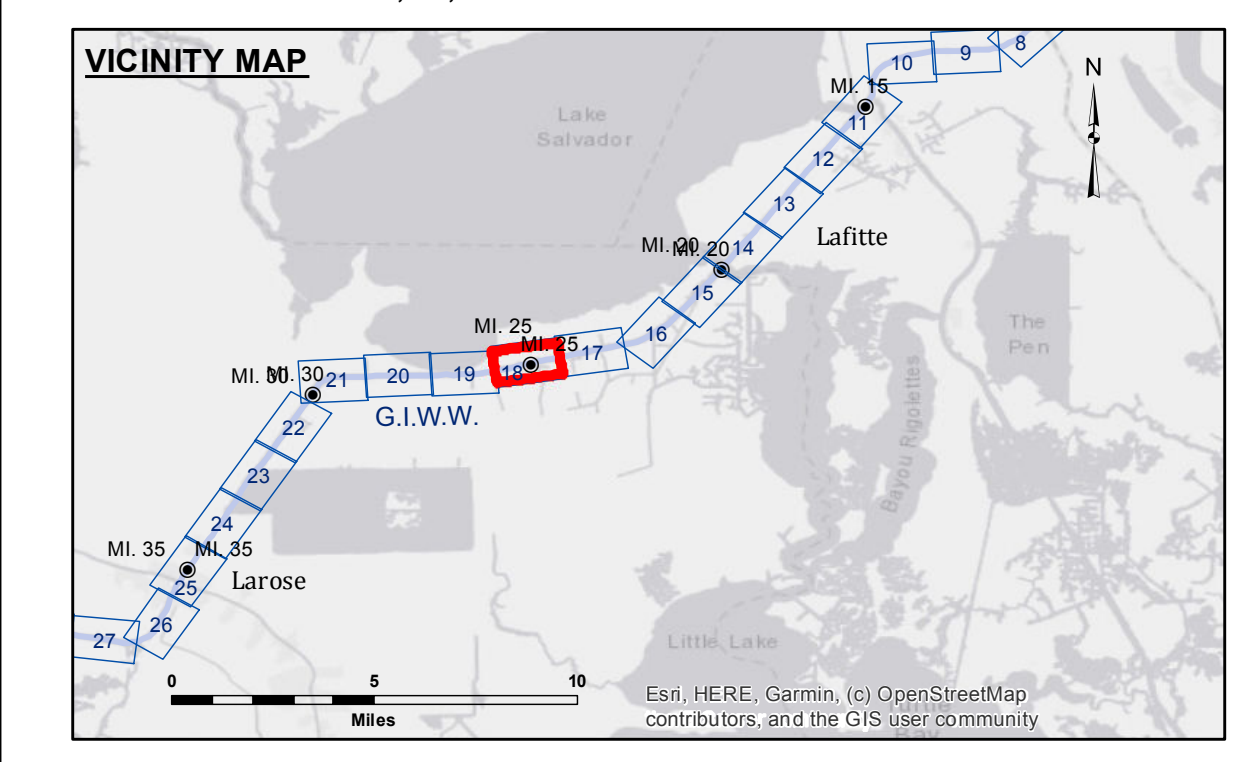 VICINITY MAP
8
9
10
N
MI. 15
11
Lake
Salvador
12
13
Lafitte
MI. 20
MI. 20
14
15
The
Pen
16
MI. 25
MI. 25
17
18
19
20
21
MI. 30
MI. 30
G.I.W.W.
22
Bayou Rigolettes
23
24
MI. 35
MI. 35
Larose
25
26
27
Little Lake
0
5
10
Miles
Esri, HERE, Garmin, (c) OpenStreetMap
contributors, and the GIS user community
Bay